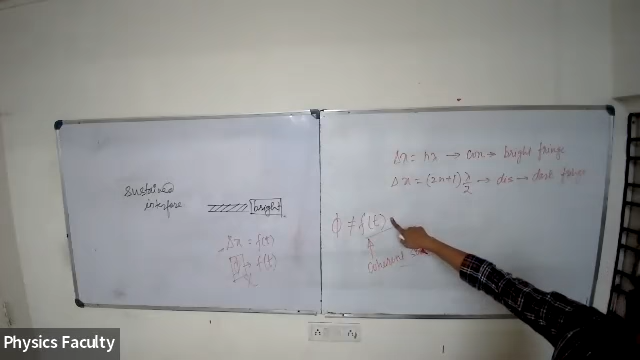 sustained
interfere
bright
Δx = f(t)
ϕ → f(t)
Δx = nλ → con → bright fringe
Δx = (2n+1) λ/2 → des → dark fringe
ϕ ≠ f(t)
coherent
Physics Faculty